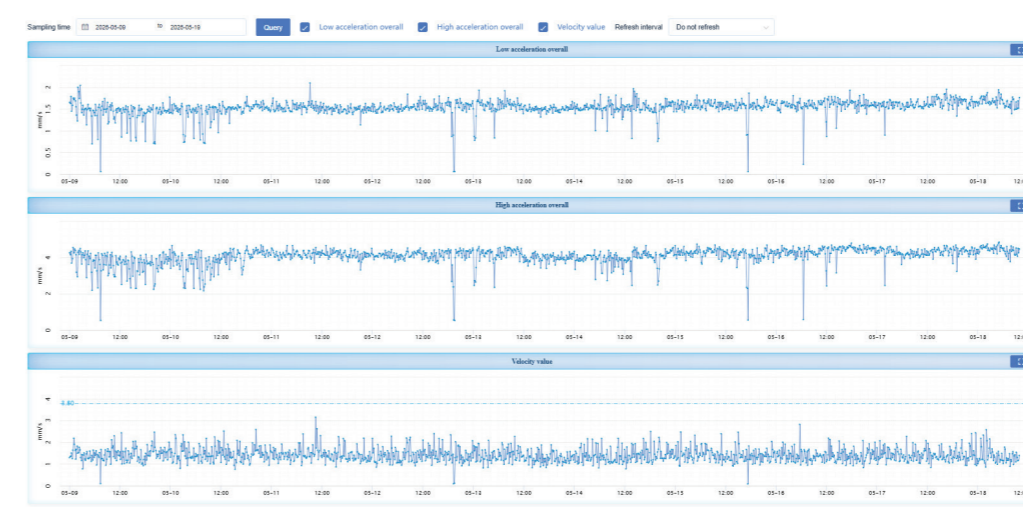 Sampling time 2026-05-09 to 2026-05-19 Query Low acceleration overall High acceleration overall Velocity value Refresh interval Do not refresh
Low acceleration overall
mm/s
2
1.5
1
0.5
0
05-09 12:00 05-10 12:00 05-11 12:00 05-12 12:00 05-13 12:00 05-14 12:00 05-15 12:00 05-16 12:00 05-17 12:00 05-18
High acceleration overall
mm/s
4
2
0
05-09 12:00 05-10 12:00 05-11 12:00 05-12 12:00 05-13 12:00 05-14 12:00 05-15 12:00 05-16 12:00 05-17 12:00 05-18
Velocity value
mm/s
4
3
2
1
0
05-09 12:00 05-10 12:00 05-11 12:00 05-12 12:00 05-13 12:00 05-14 12:00 05-15 12:00 05-16 12:00 05-17 12:00 05-18